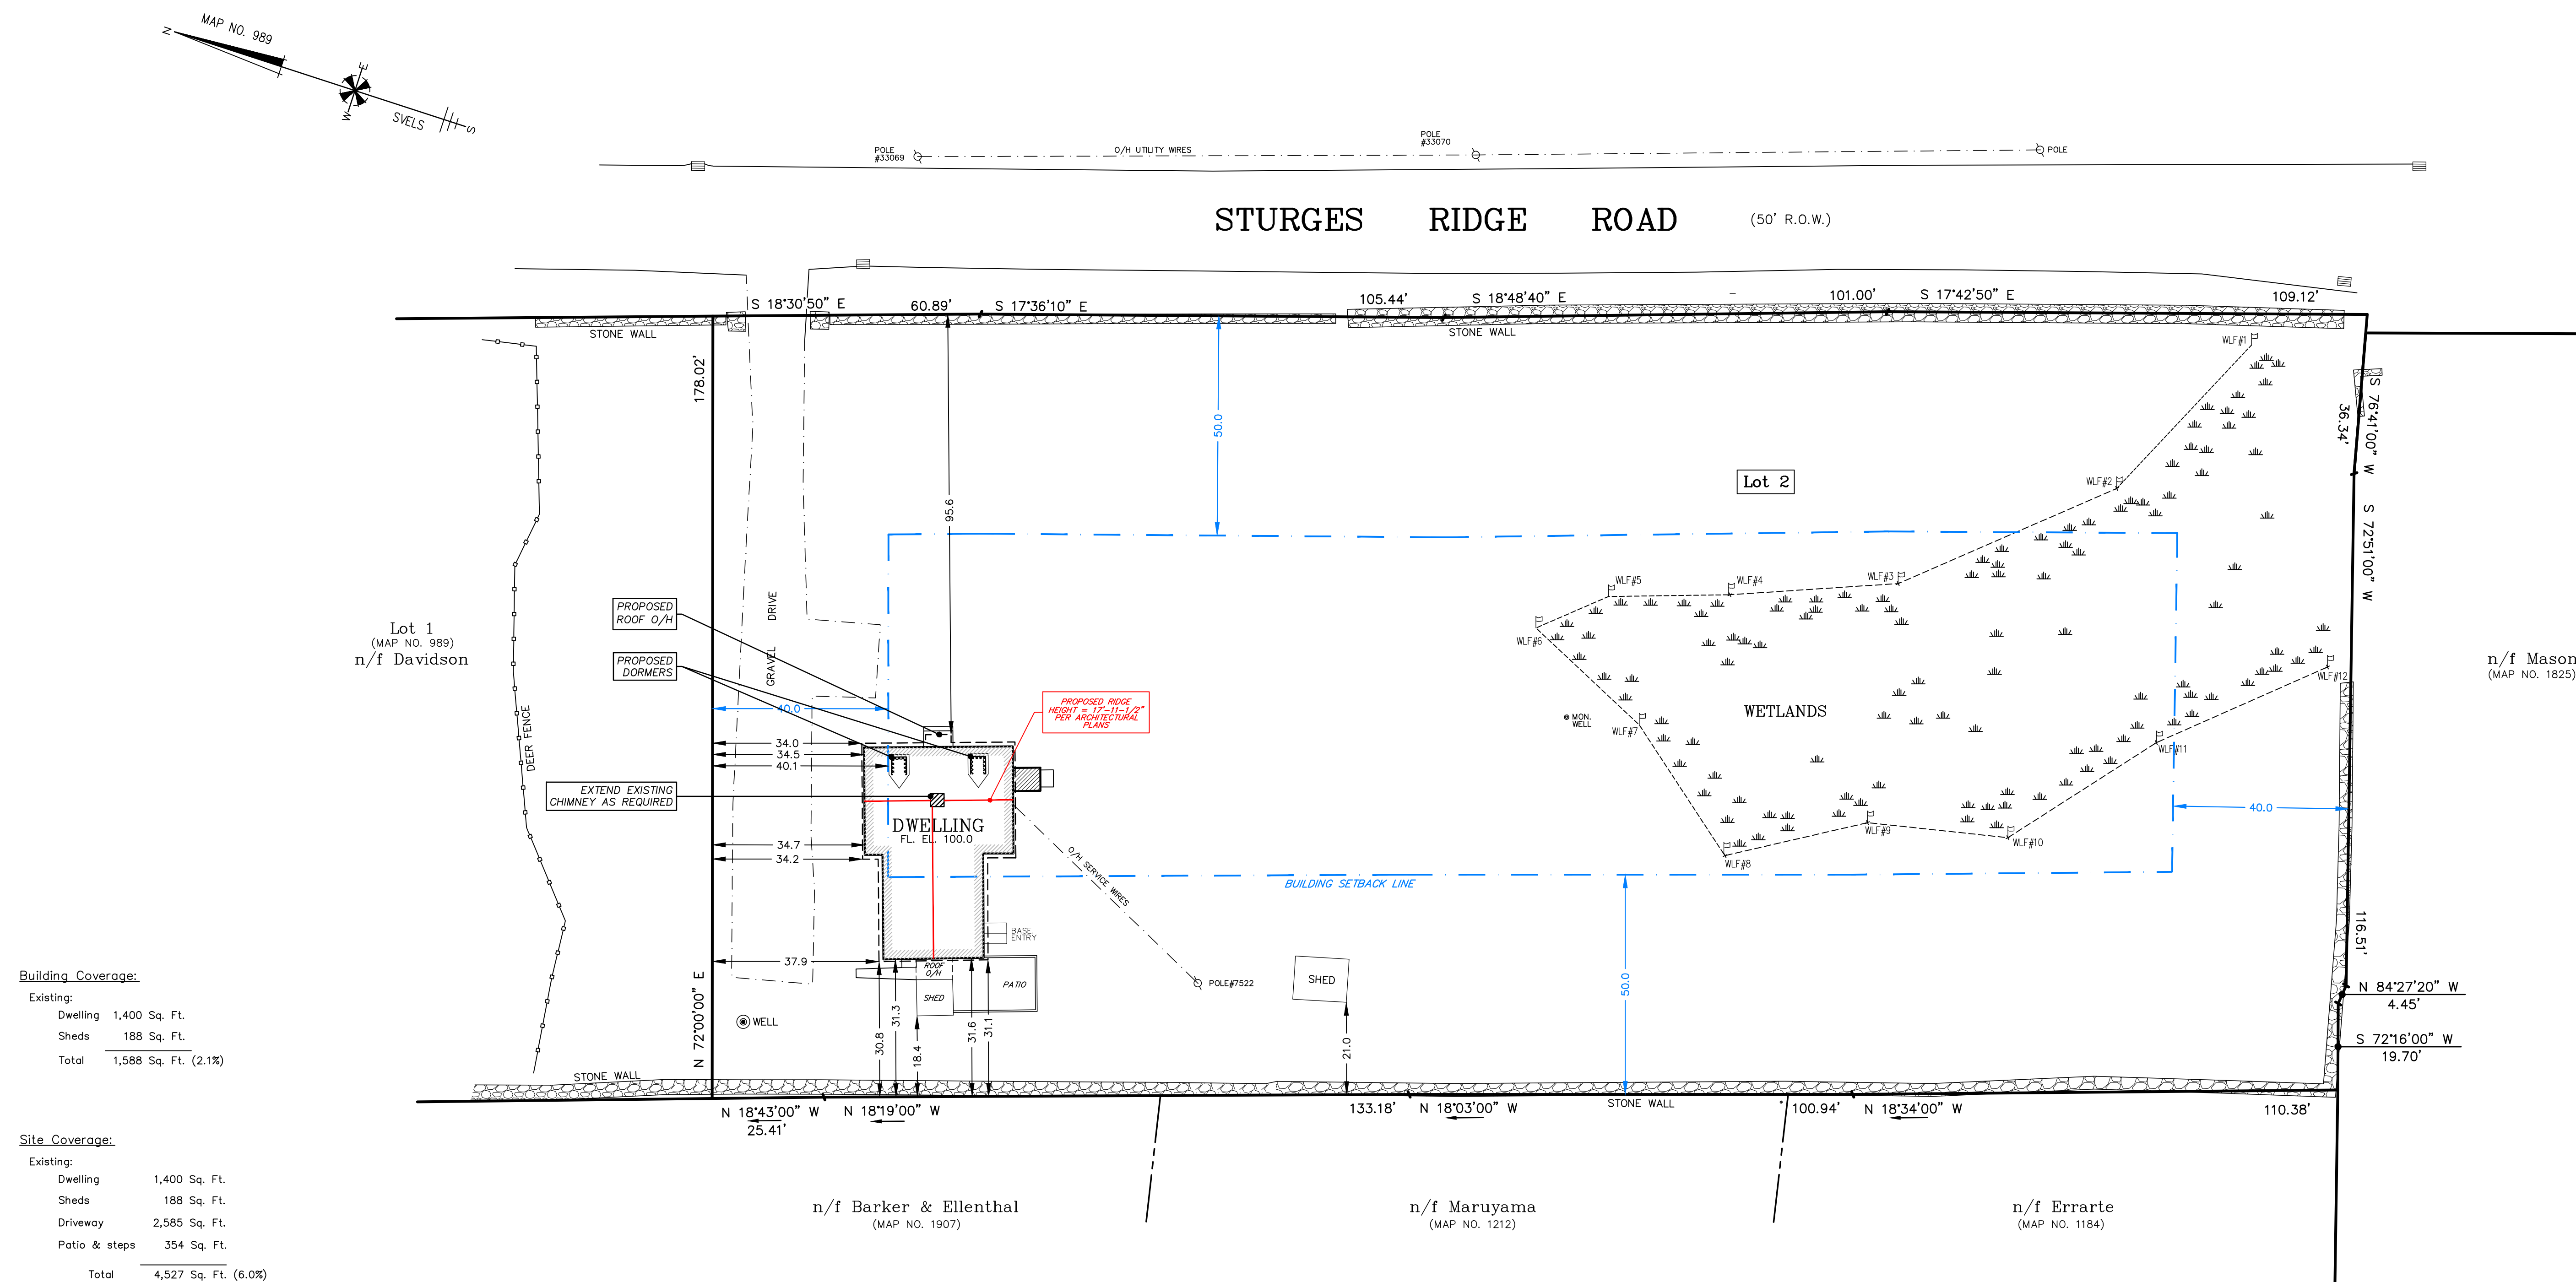 MAP NO. 989
N
E
W
SVELS
S
POLE
#33069
O/H UTILITY WIRES
POLE
#33070
POLE
STURGES RIDGE ROAD (50' R.O.W.)
S 18°30'50" E
60.89'
S 17°36'10" E
105.44'
S 18°48'40" E
101.00'
S 17°42'50" E
109.12'
STONE WALL
STONE WALL
178.02'
50.0
95.6
WLF#1
36.34'
S 76°41'00" W
S 72°51'00" W
Lot 2
WLF#2
WLF#3
WLF#4
WLF#5
WLF#6
WLF#7
WLF#8
WLF#9
WLF#10
WLF#11
WLF#12
PROPOSED
ROOF O/H
PROPOSED
DORMERS
GRAVEL DRIVE
Lot 1
(MAP NO. 989)
n/f Davidson
DEER FENCE
n/f Mason
(MAP NO. 1825)
40.0
34.0
34.5
40.1
PROPOSED RIDGE
HEIGHT = 17'-11-1/2"
PER ARCHITECTURAL
PLANS
MON.
WELL
WETLANDS
EXTEND EXISTING
CHIMNEY AS REQUIRED
DWELLING
FL. EL. 100.0
34.7
34.2
O/H SERVICE WIRES
BUILDING SETBACK LINE
40.0
BASE.
ENTRY
37.9
ROOF
O/H
SHED
PATIO
POLE#7522
SHED
50.0
116.51'
N 84°27'20" W
4.45'
S 72°16'00" W
19.70'
N 72°00'00" E
WELL
30.8
31.3
18.4
31.6
31.1
21.0
STONE WALL
N 18°43'00" W
25.41'
N 18°19'00" W
133.18'
N 18°03'00" W
STONE WALL
100.94'
N 18°34'00" W
110.38'
n/f Barker & Ellenthal
(MAP NO. 1907)
n/f Maruyama
(MAP NO. 1212)
n/f Errarte
(MAP NO. 1184)
Building Coverage:
Existing:
Dwelling 1,400 Sq. Ft.
Sheds 188 Sq. Ft.
Total 1,588 Sq. Ft. (2.1%)
Site Coverage:
Existing:
Dwelling 1,400 Sq. Ft.
Sheds 188 Sq. Ft.
Driveway 2,585 Sq. Ft.
Patio & steps 354 Sq. Ft.
Total 4,527 Sq. Ft. (6.0%)